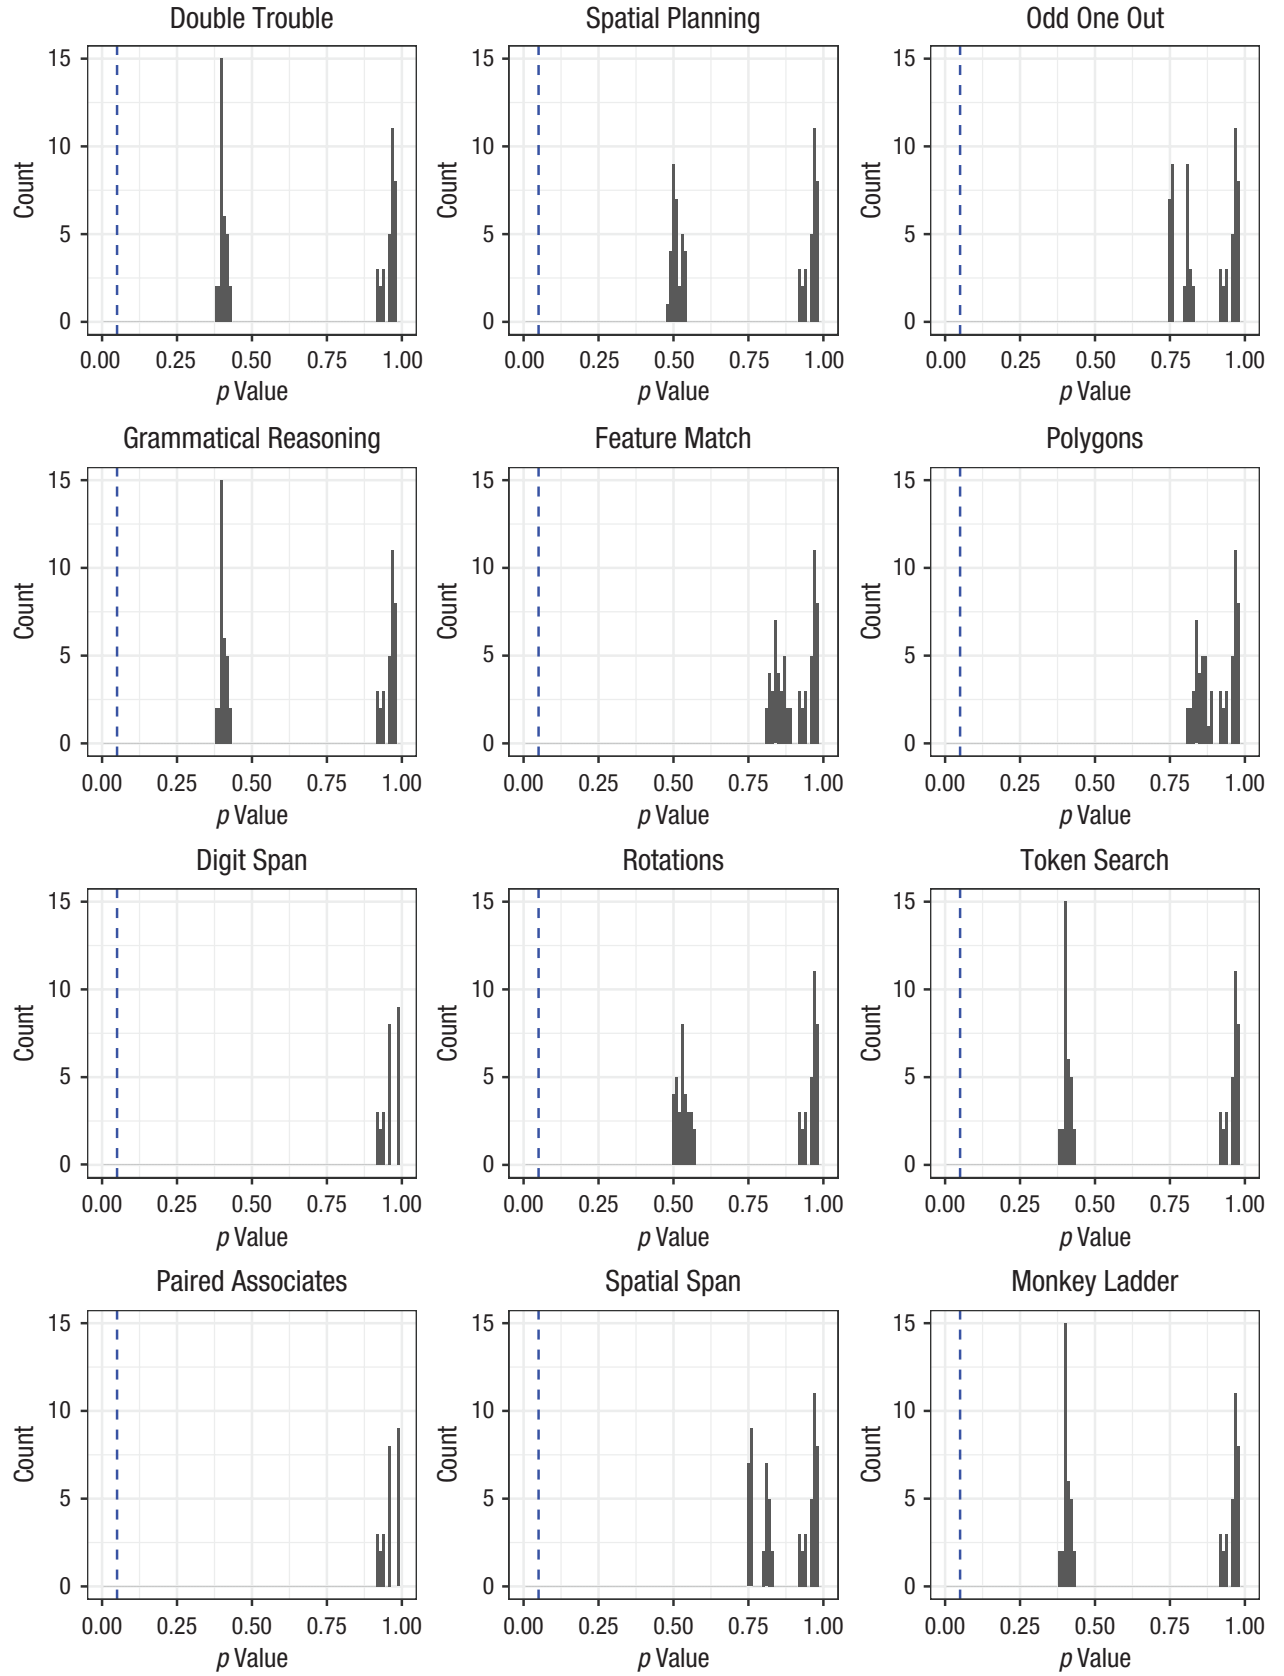 Double Trouble Spatial Planning Odd One Out
15 15 15
10 10 10
5 5 5
0 0 0
Count Count Count
0.00 0.25 0.50 0.75 1.00 0.00 0.25 0.50 0.75 1.00 0.00 0.25 0.50 0.75 1.00
p Value p Value p Value
Grammatical Reasoning Feature Match Polygons
15 15 15
10 10 10
5 5 5
0 0 0
Count Count Count
0.00 0.25 0.50 0.75 1.00 0.00 0.25 0.50 0.75 1.00 0.00 0.25 0.50 0.75 1.00
p Value p Value p Value
Digit Span Rotations Token Search
15 15 15
10 10 10
5 5 5
0 0 0
Count Count Count
0.00 0.25 0.50 0.75 1.00 0.00 0.25 0.50 0.75 1.00 0.00 0.25 0.50 0.75 1.00
p Value p Value p Value
Paired Associates Spatial Span Monkey Ladder
15 15 15
10 10 10
5 5 5
0 0 0
Count Count Count
0.00 0.25 0.50 0.75 1.00 0.00 0.25 0.50 0.75 1.00 0.00 0.25 0.50 0.75 1.00
p Value p Value p Value